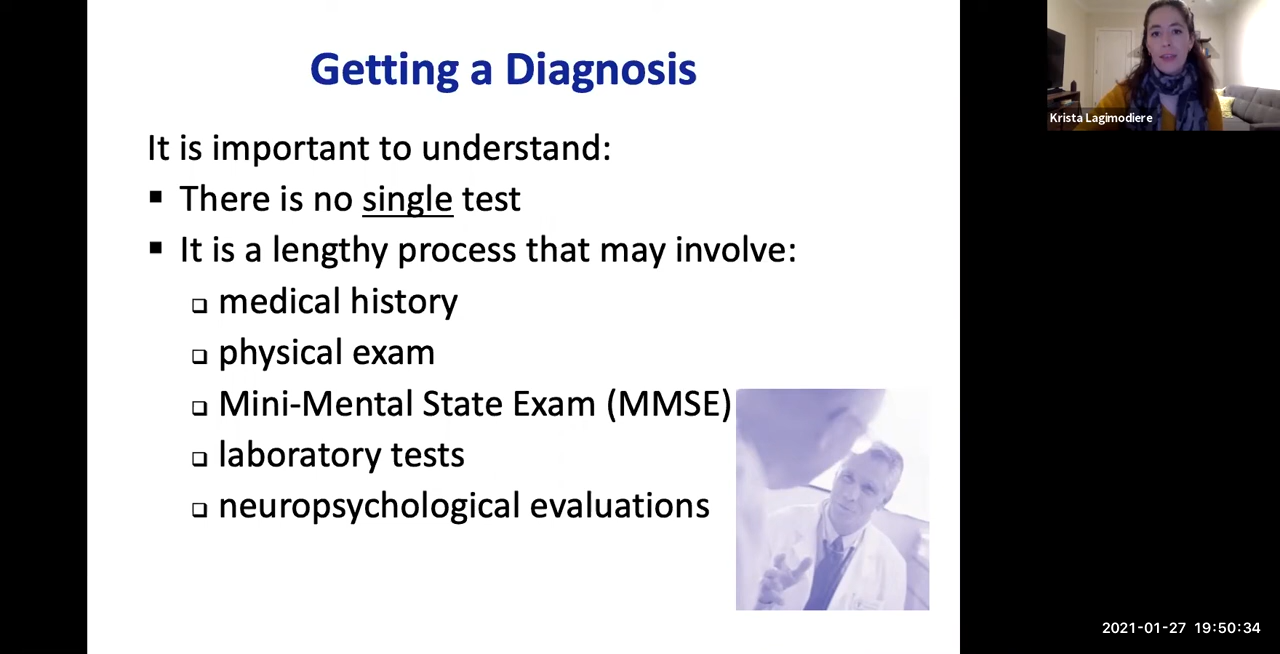 Getting a Diagnosis
It is important to understand:
▪ There is no single test
▪ It is a lengthy process that may involve:
❑ medical history
❑ physical exam
❑ Mini-Mental State Exam (MMSE)
❑ laboratory tests
❑ neuropsychological evaluations
Krista Lagimodiere
2021-01-27 19:50:34